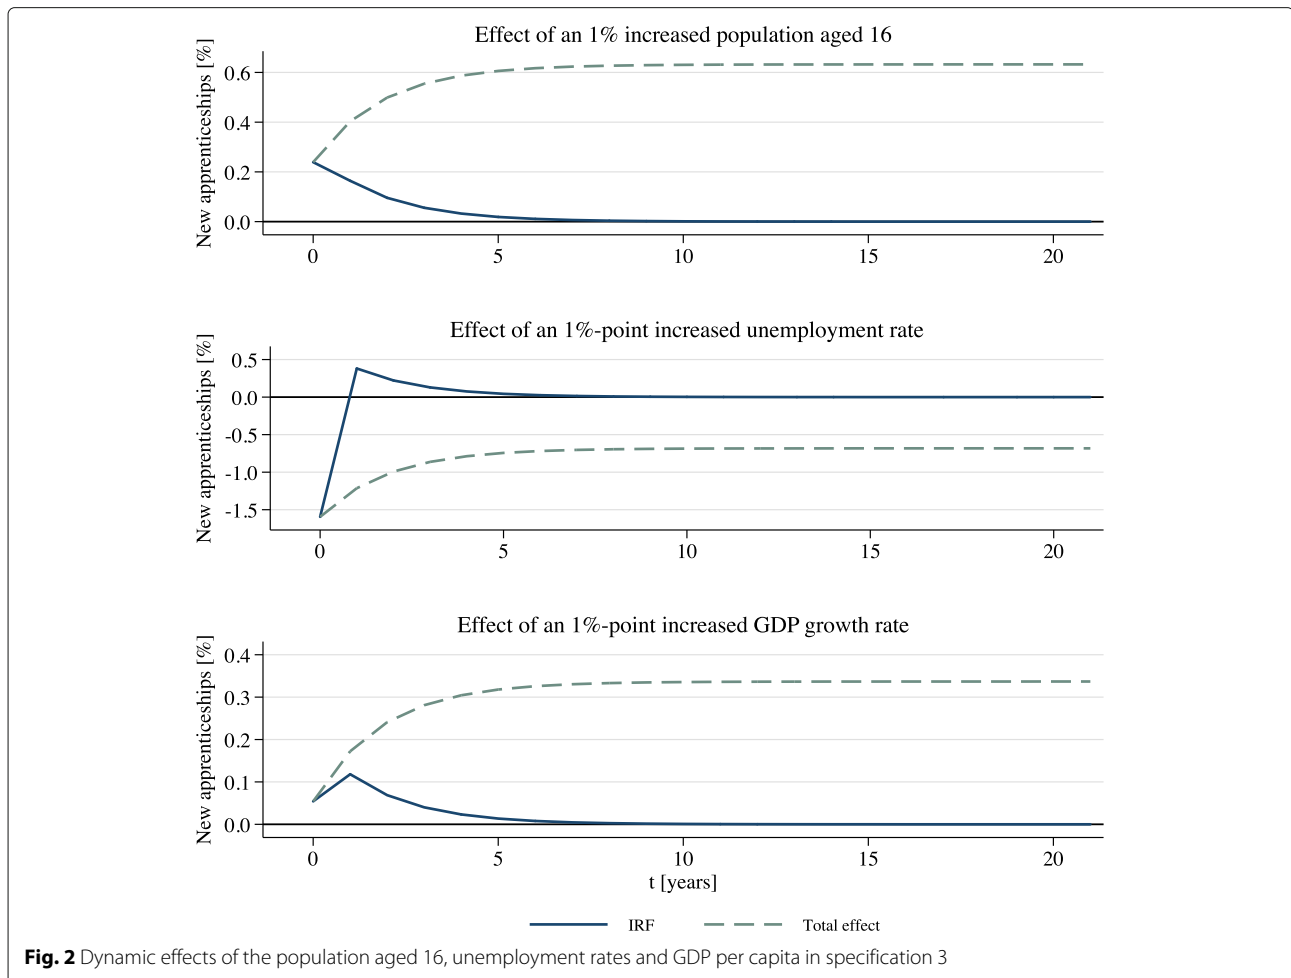 Effect of an 1% increased population aged 16
New apprenticeships [%]
0.6
0.4
0.2
0.0
0 5 10 15 20
Effect of an 1%-point increased unemployment rate
New apprenticeships [%]
0.5
0.0
-0.5
-1.0
-1.5
0 5 10 15 20
Effect of an 1%-point increased GDP growth rate
New apprenticeships [%]
0.4
0.3
0.2
0.1
0.0
0 5 10 15 20
t [years]
IRF Total effect
Fig. 2 Dynamic effects of the population aged 16, unemployment rates and GDP per capita in specification 3